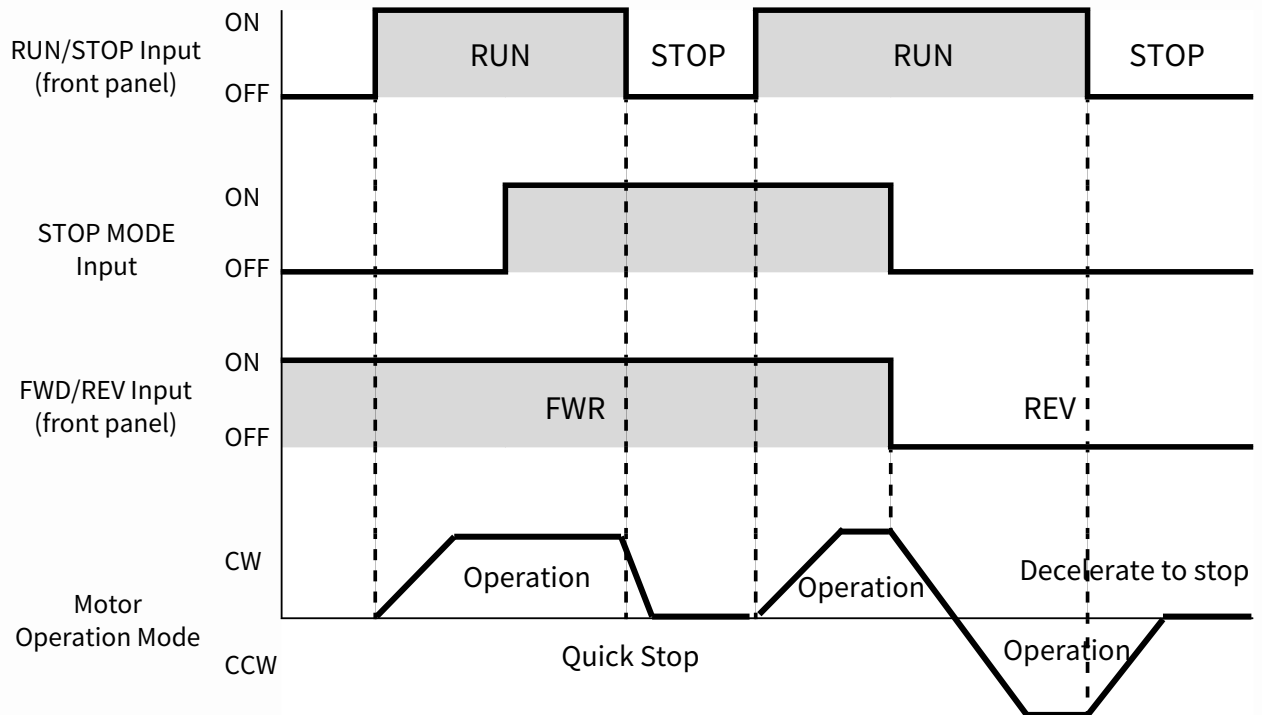 ON
RUN/STOP Input
(front panel)
RUN
STOP
RUN
STOP
OFF
ON
STOP MODE
Input
OFF
ON
FWD/REV Input
(front panel)
FWR
REV
OFF
CW
Operation
Operation
Decelerate to stop
Motor
Operation Mode
Quick Stop
Operation
CCW